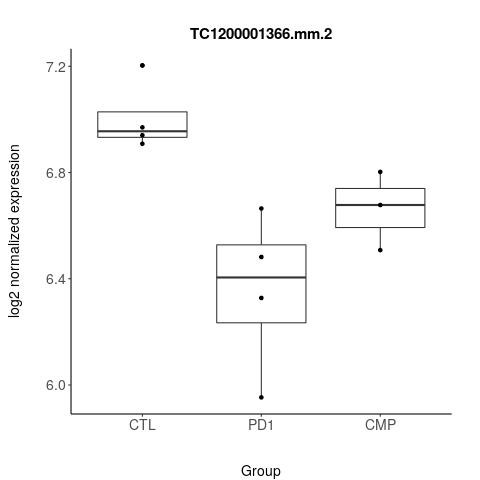 TC1200001366.mm.2
log2 normalized expression
7.2
6.8
6.4
6.0
CTL PD1 CMP
Group